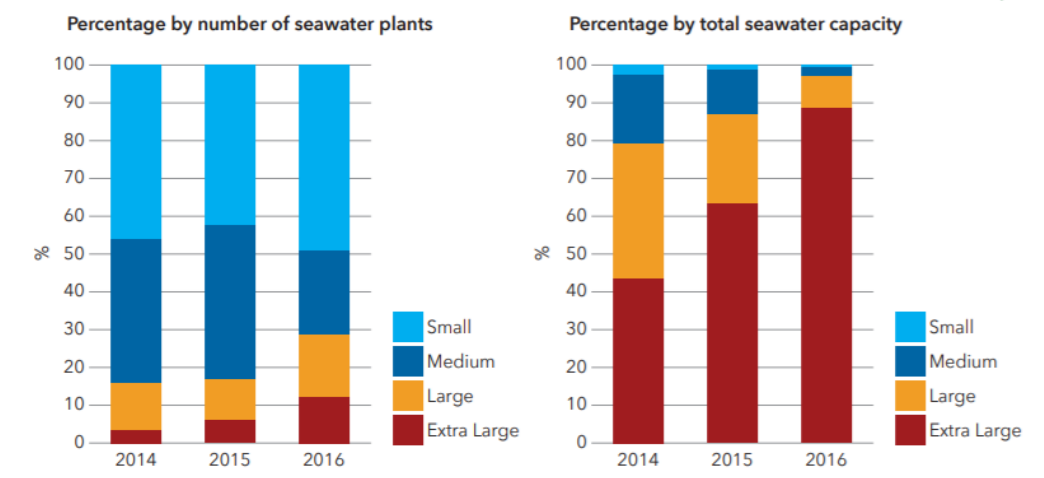 Percentage by number of seawater plants
100
90
80
70
60
50
40
30
20
10
0
%
2014 2015 2016
Small
Medium
Large
Extra Large
Percentage by total seawater capacity
100
90
80
70
60
50
40
30
20
10
0
%
2014 2015 2016
Small
Medium
Large
Extra Large